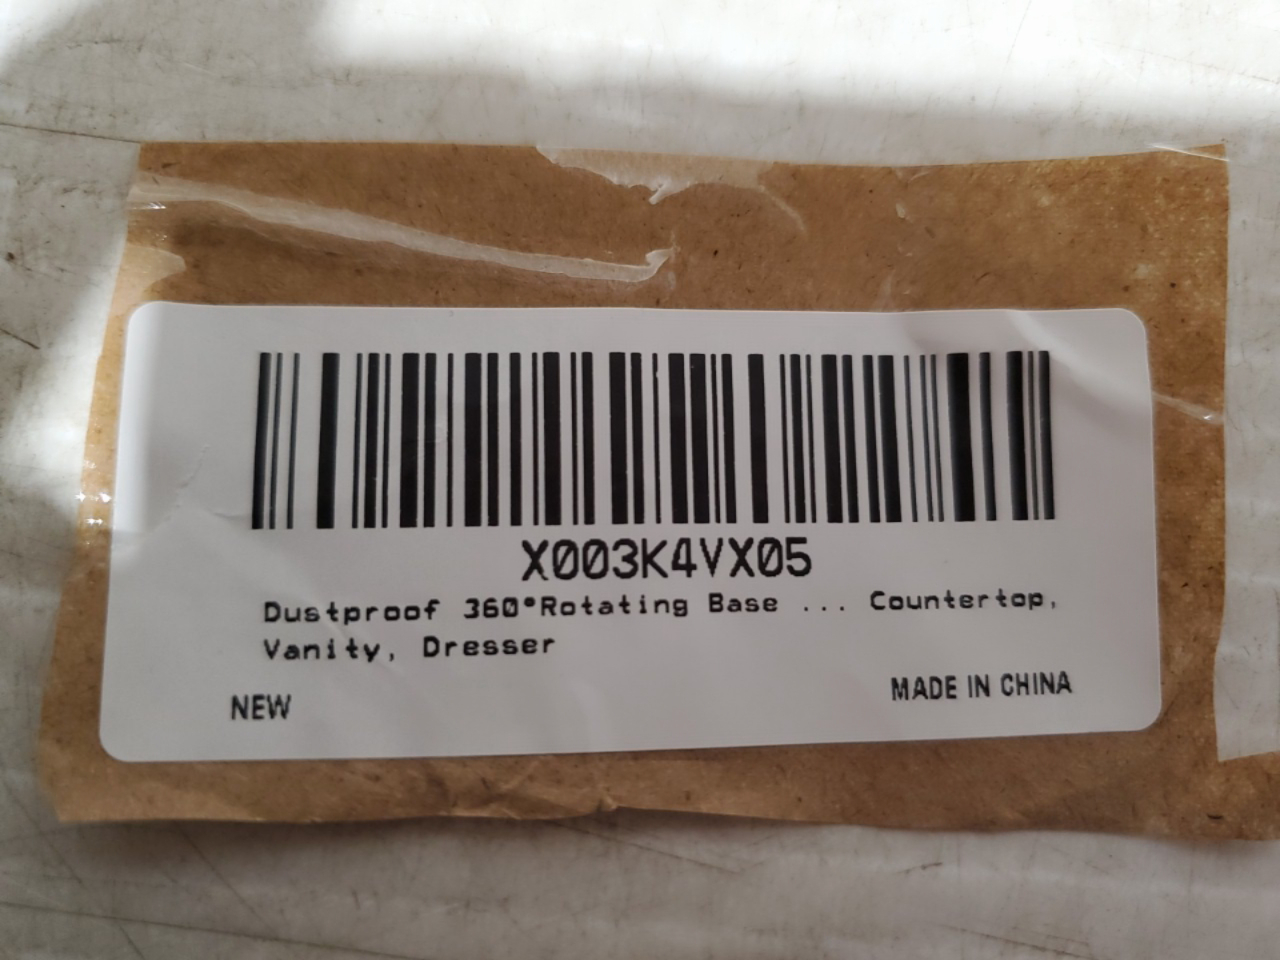 X003K4VX05
Dustproof 360°Rotating Base ... Countertop,
Vanity, Dresser
NEW
MADE IN CHINA